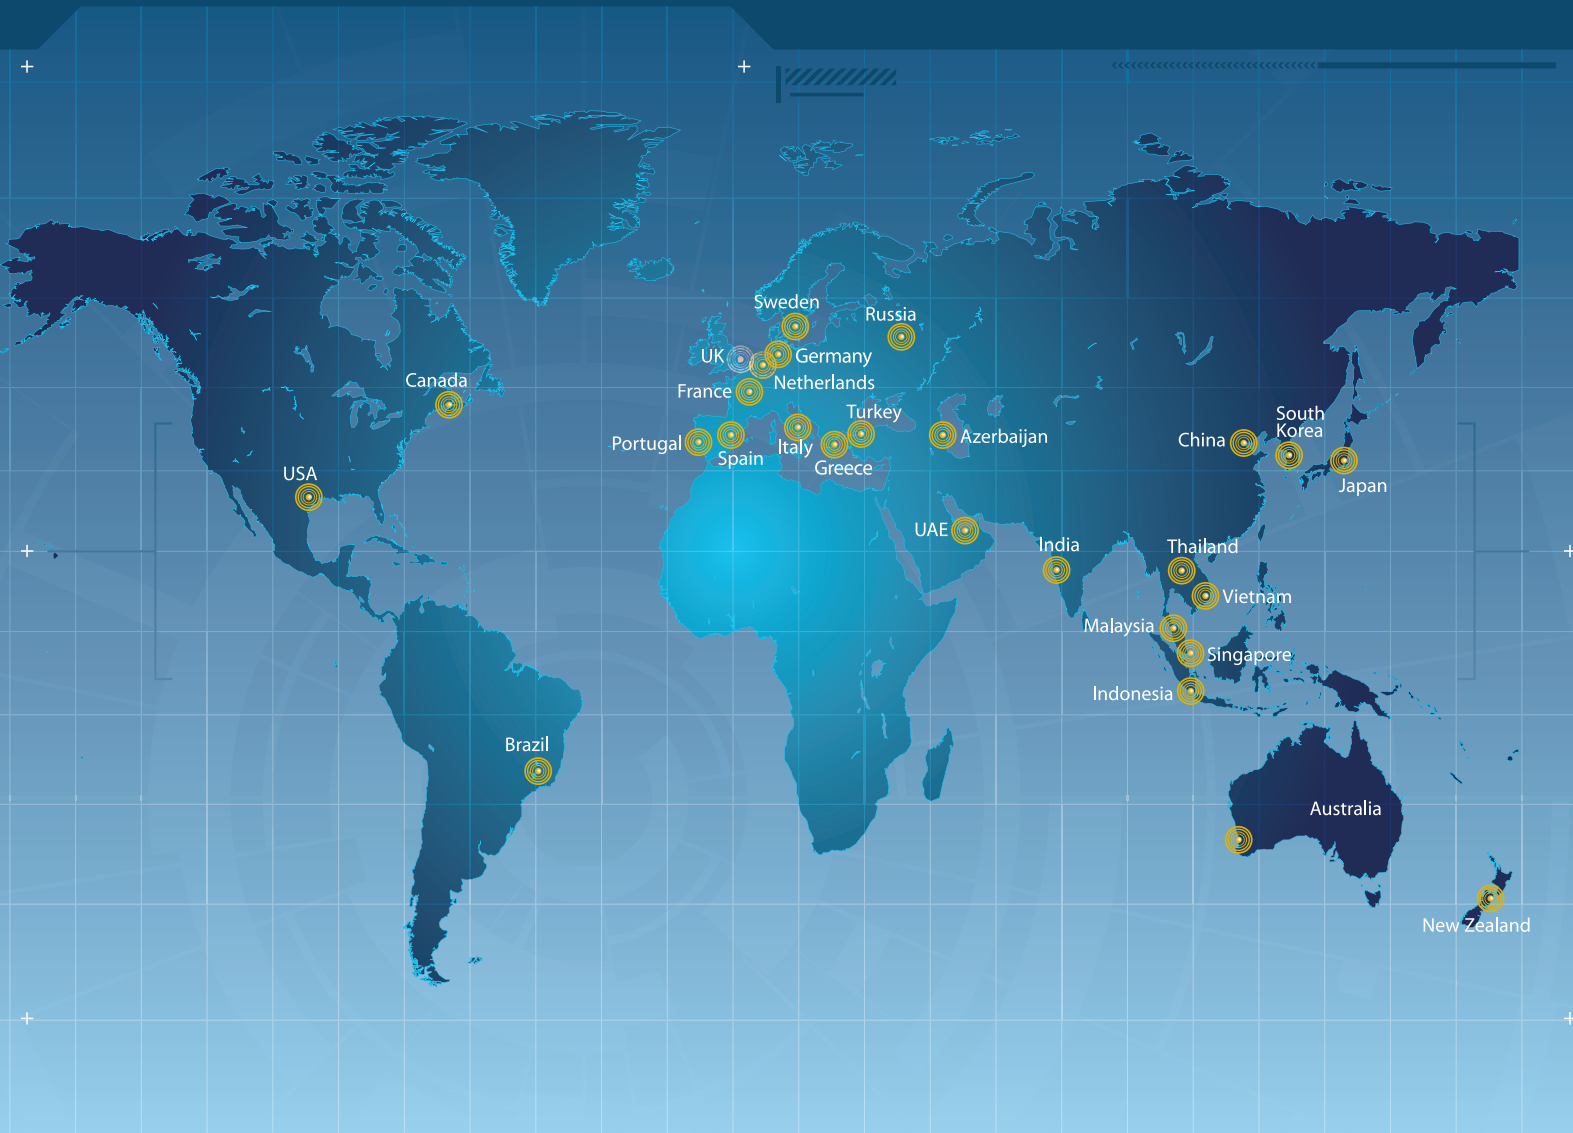 Sweden
Russia
UK
Germany
Canada
France
Netherlands
Turkey
South
Korea
Portugal
Spain
Italy
Greece
Azerbaijan
China
USA
Japan
UAE
India
Thailand
Vietnam
Malaysia
Singapore
Indonesia
Brazil
Australia
New Zealand